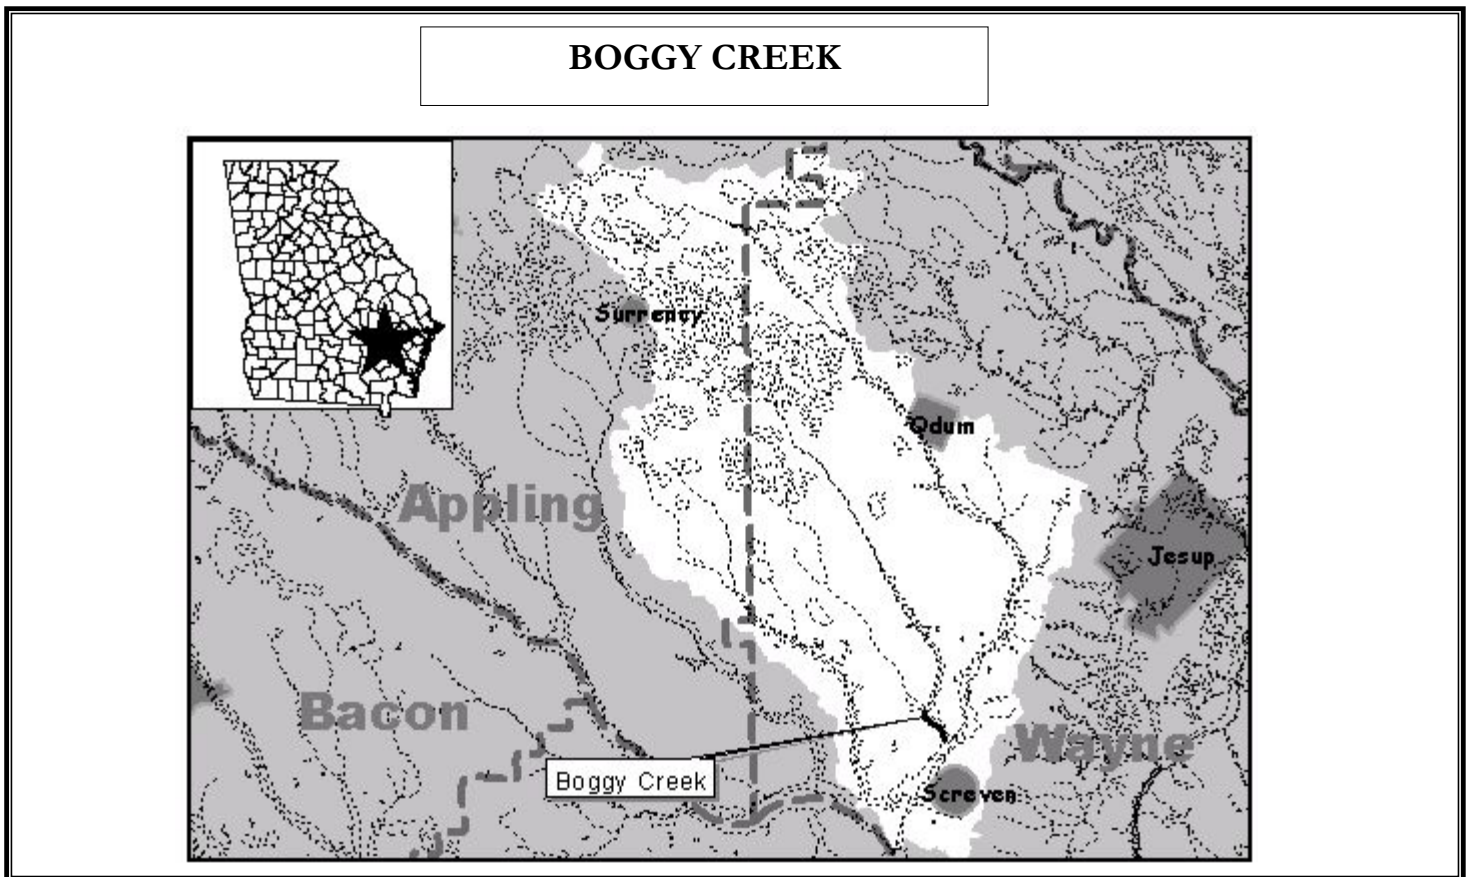 BOGGY CREEK
Surrency
Odum
Appling
Jesup
Bacon
Wayne
Boggy Creek
Screven